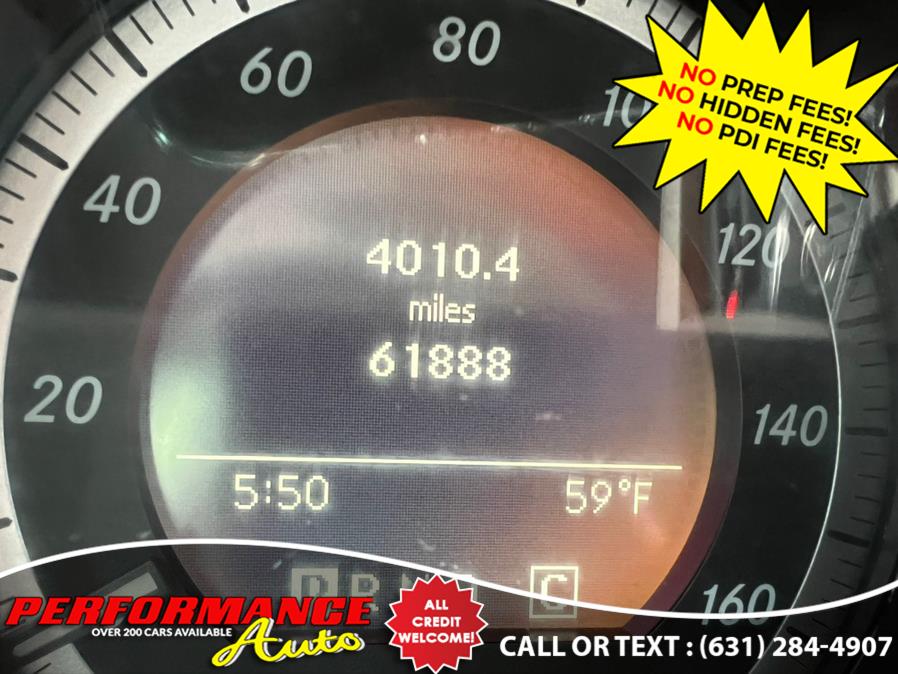 80
60
10
40
120
20
140
160
4010.4
miles
61888
5:50 59°F
D
C
NO PREP FEES!
NO HIDDEN FEES!
NO PDI FEES!
PERFORMANCE
OVER 200 CARS AVAILABLE
Auto
ALL
CREDIT
WELCOME!
CALL OR TEXT : (631) 284-4907